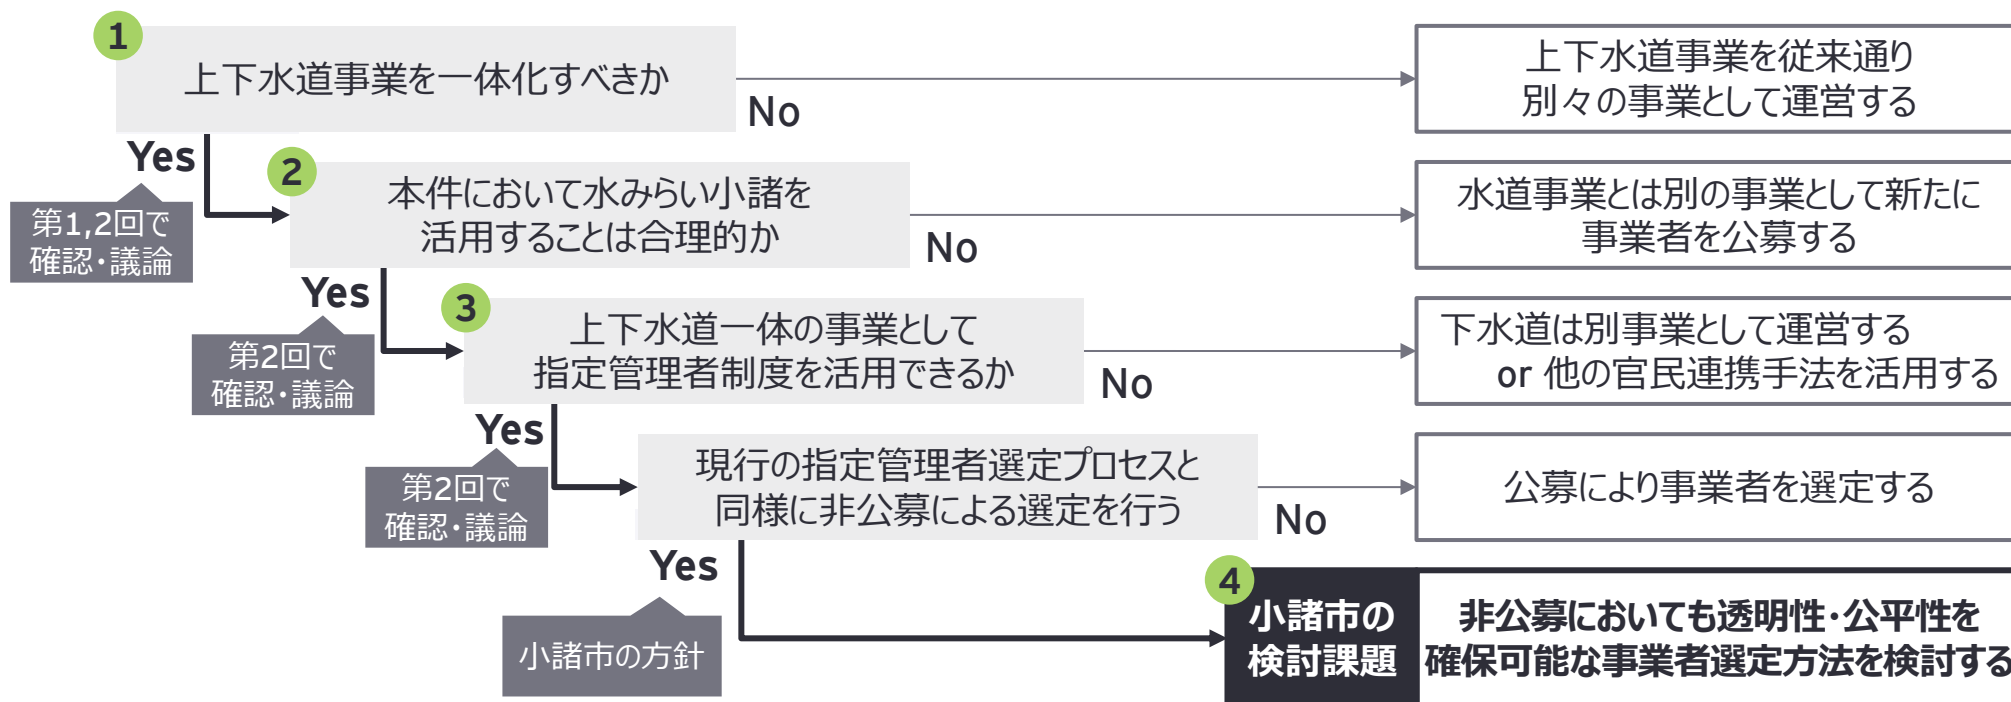 1
上下水道事業を一体化すべきか
No
上下水道事業を従来通り
別々の事業として運営する
Yes
第1,2回で
確認・議論
2
本件において水みらい小諸を
活用することは合理的か
No
水道事業とは別の事業として新たに
事業者を公募する
Yes
第2回で
確認・議論
3
上下水道一体の事業として
指定管理者制度を活用できるか
No
下水道は別事業として運営する
or 他の官民連携手法を活用する
Yes
第2回で
確認・議論
現行の指定管理者選定プロセスと
同様に非公募による選定を行う
No
公募により事業者を選定する
Yes
小諸市の方針
4
小諸市の
検討課題
非公募においても透明性・公平性を
確保可能な事業者選定方法を検討する